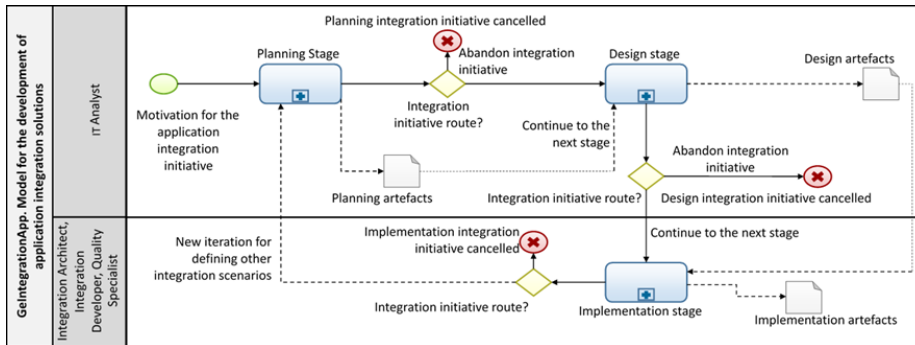 GeIntegrationApp. Model for the development of
application integration solutions
IT Analyst
Integration Architect,
Integration
Developer, Quality
Specialist
Planning integration initiative cancelled
Planning Stage
Abandon integration
initiative
Design stage
Design artefacts
Motivation for the
application
integration
initiative
Integration
initiative route?
Continue to the
next stage
Planning artefacts
Abandon integration
initiative
Integration initiative route?
Design integration initiative cancelled
New iteration for
defining other
integration scenarios
Implementation integration
initiative cancelled
Continue to the next stage
Integration initiative route?
Implementation stage
Implementation artefacts